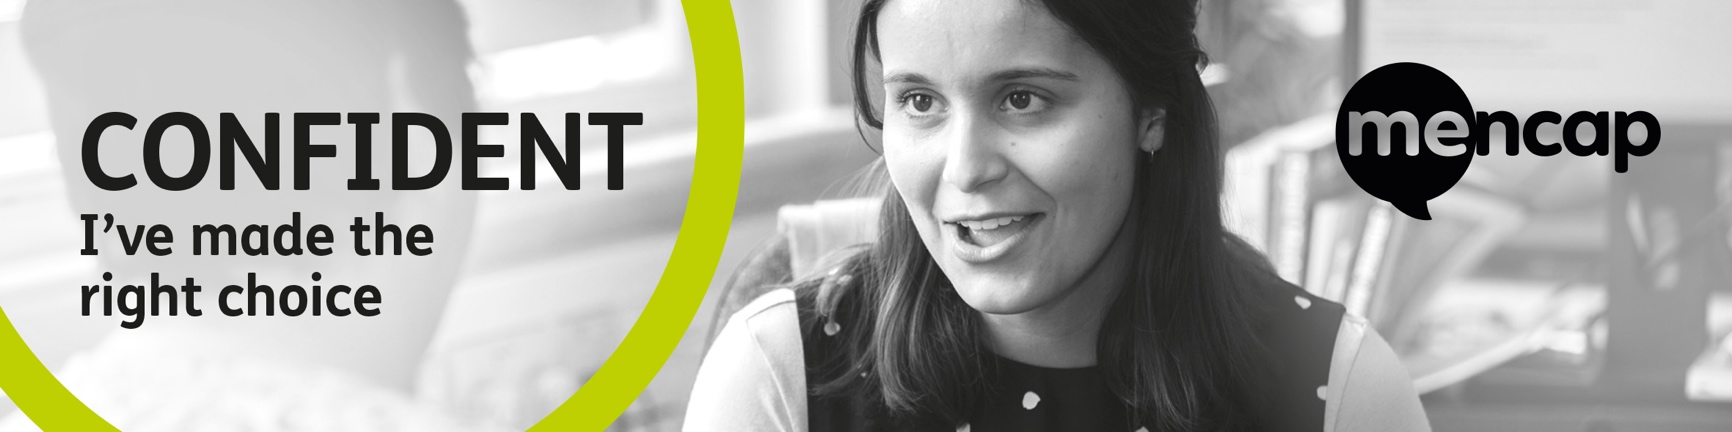 CONFIDENT
I’ve made the
right choice
mencap